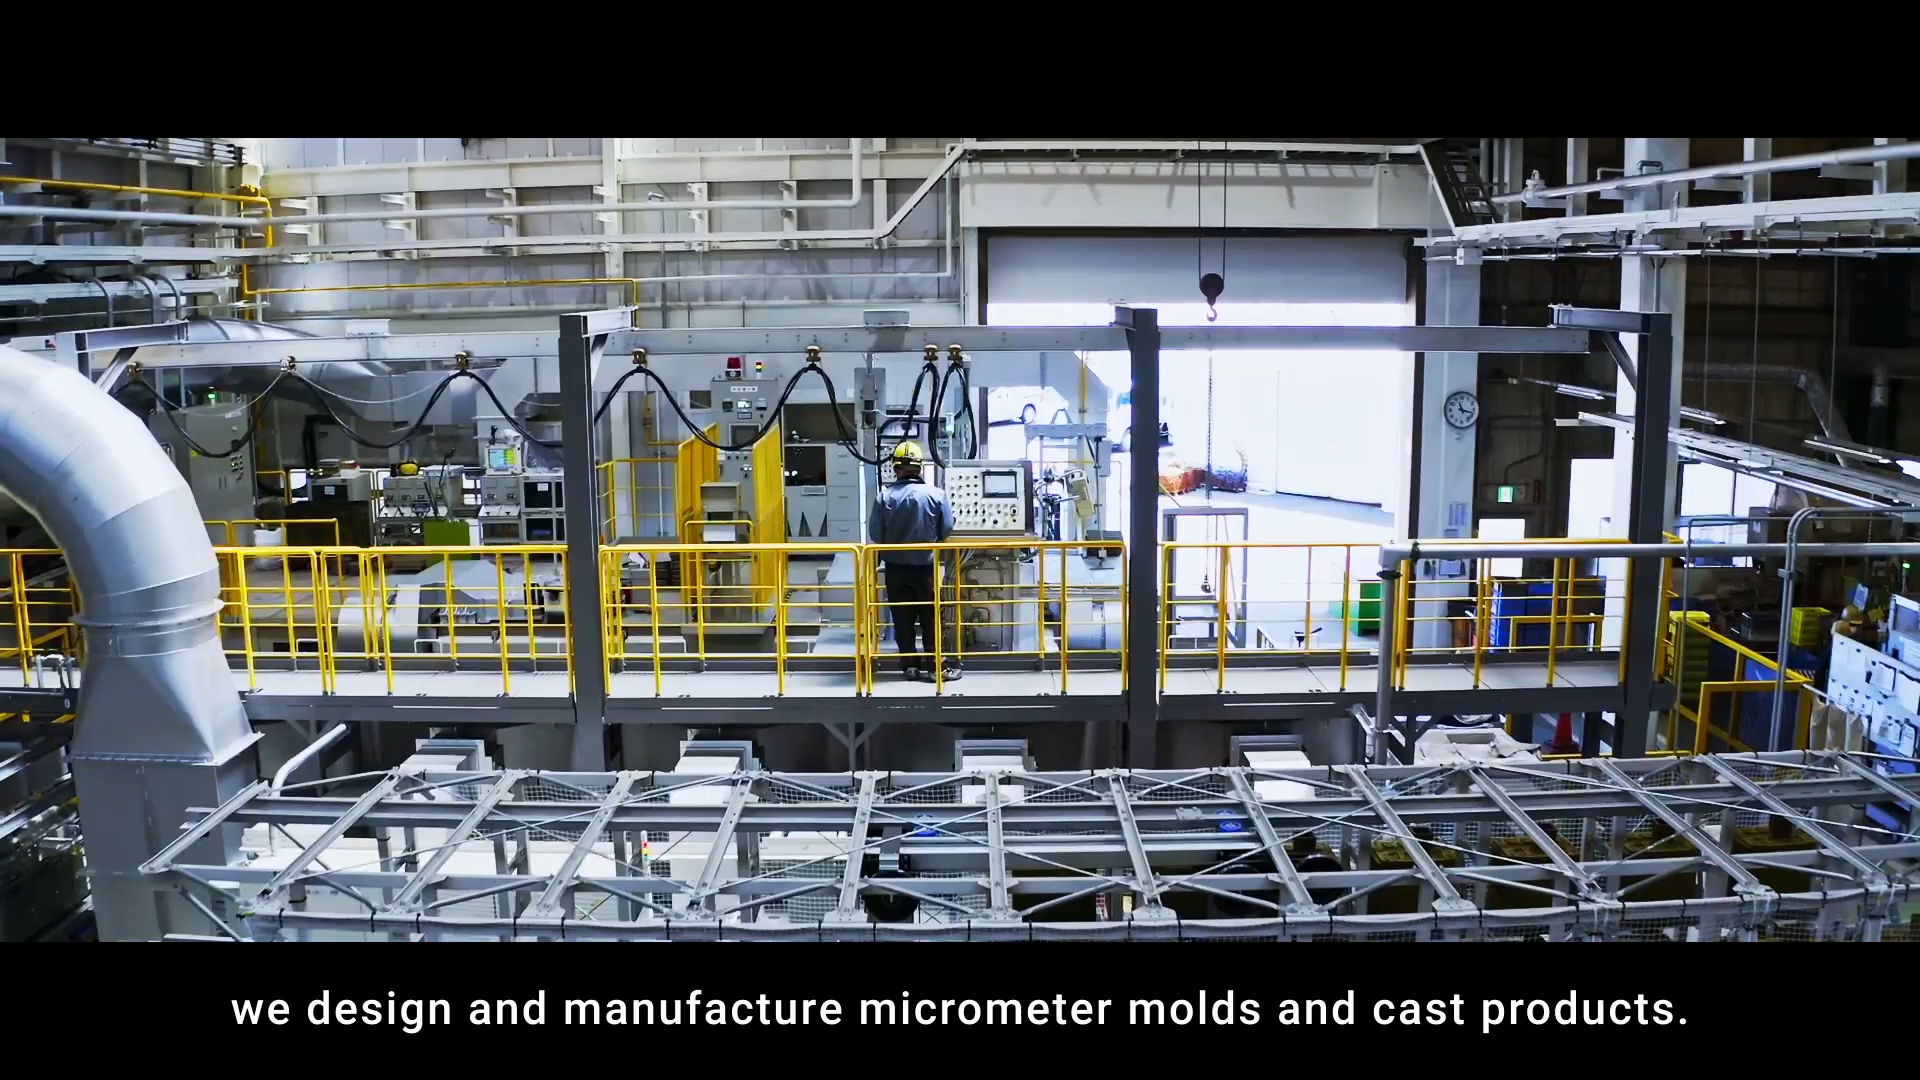 we design and manufacture micrometer molds and cast products.